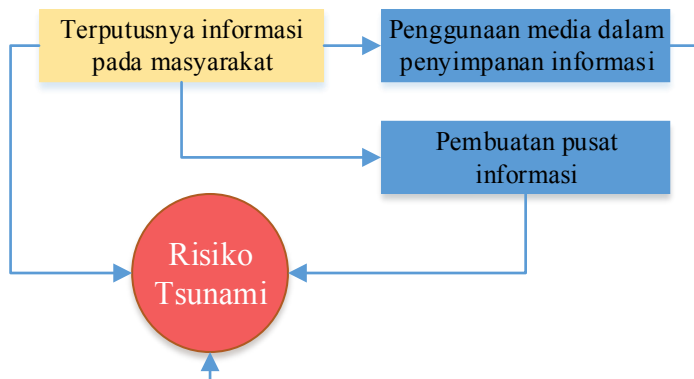 Terputusnya informasi
pada masyarakat
Penggunaan media dalam
penyimpanan informasi
Pembuatan pusat
informasi
Risiko
Tsunami